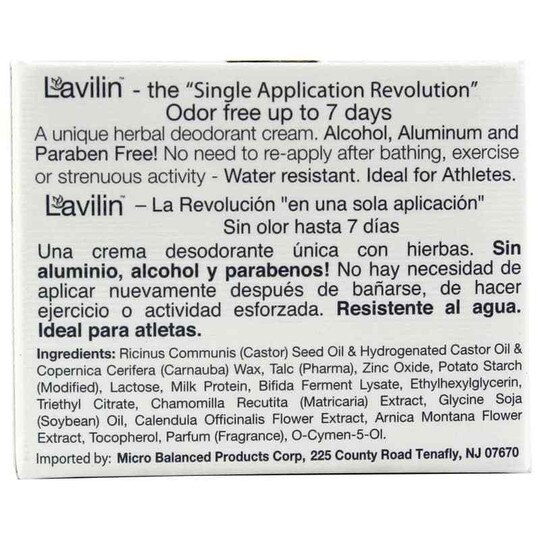 Lavilin™ - the “Single Application Revolution”
Odor free up to 7 days
A unique herbal deodorant cream. Alcohol, Aluminum and
Paraben Free! No need to re-apply after bathing, exercise
or strenuous activity - Water resistant. Ideal for Athletes.
Lavilin™ – La Revolución "en una sola aplicación"
Sin olor hasta 7 días
Una crema desodorante única con hierbas. Sin
aluminio, alcohol y parabenos! No hay necesidad de
aplicar nuevamente después de bañarse, de hacer
ejercicio o actividad esforzada. Resistente al agua.
Ideal para atletas.
Ingredients: Ricinus Communis (Castor) Seed Oil & Hydrogenated Castor Oil &
Copernica Cerifera (Carnauba) Wax, Talc (Pharma), Zinc Oxide, Potato Starch
(Modified), Lactose, Milk Protein, Bifida Ferment Lysate, Ethylhexylglycerin,
Triethyl Citrate, Chamomilla Recutita (Matricaria) Extract, Glycine Soja
(Soybean) Oil, Calendula Officinalis Flower Extract, Arnica Montana Flower
Extract, Tocopherol, Parfum (Fragrance), O-Cymen-5-Ol.
Imported by: Micro Balanced Products Corp, 225 County Road Tenafly, NJ 07670